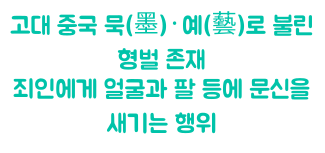 고대 중국 묵(墨)·예(藝)로 불린
형벌 존재
죄인에게 얼굴과 팔 등에 문신을
새기는 행위